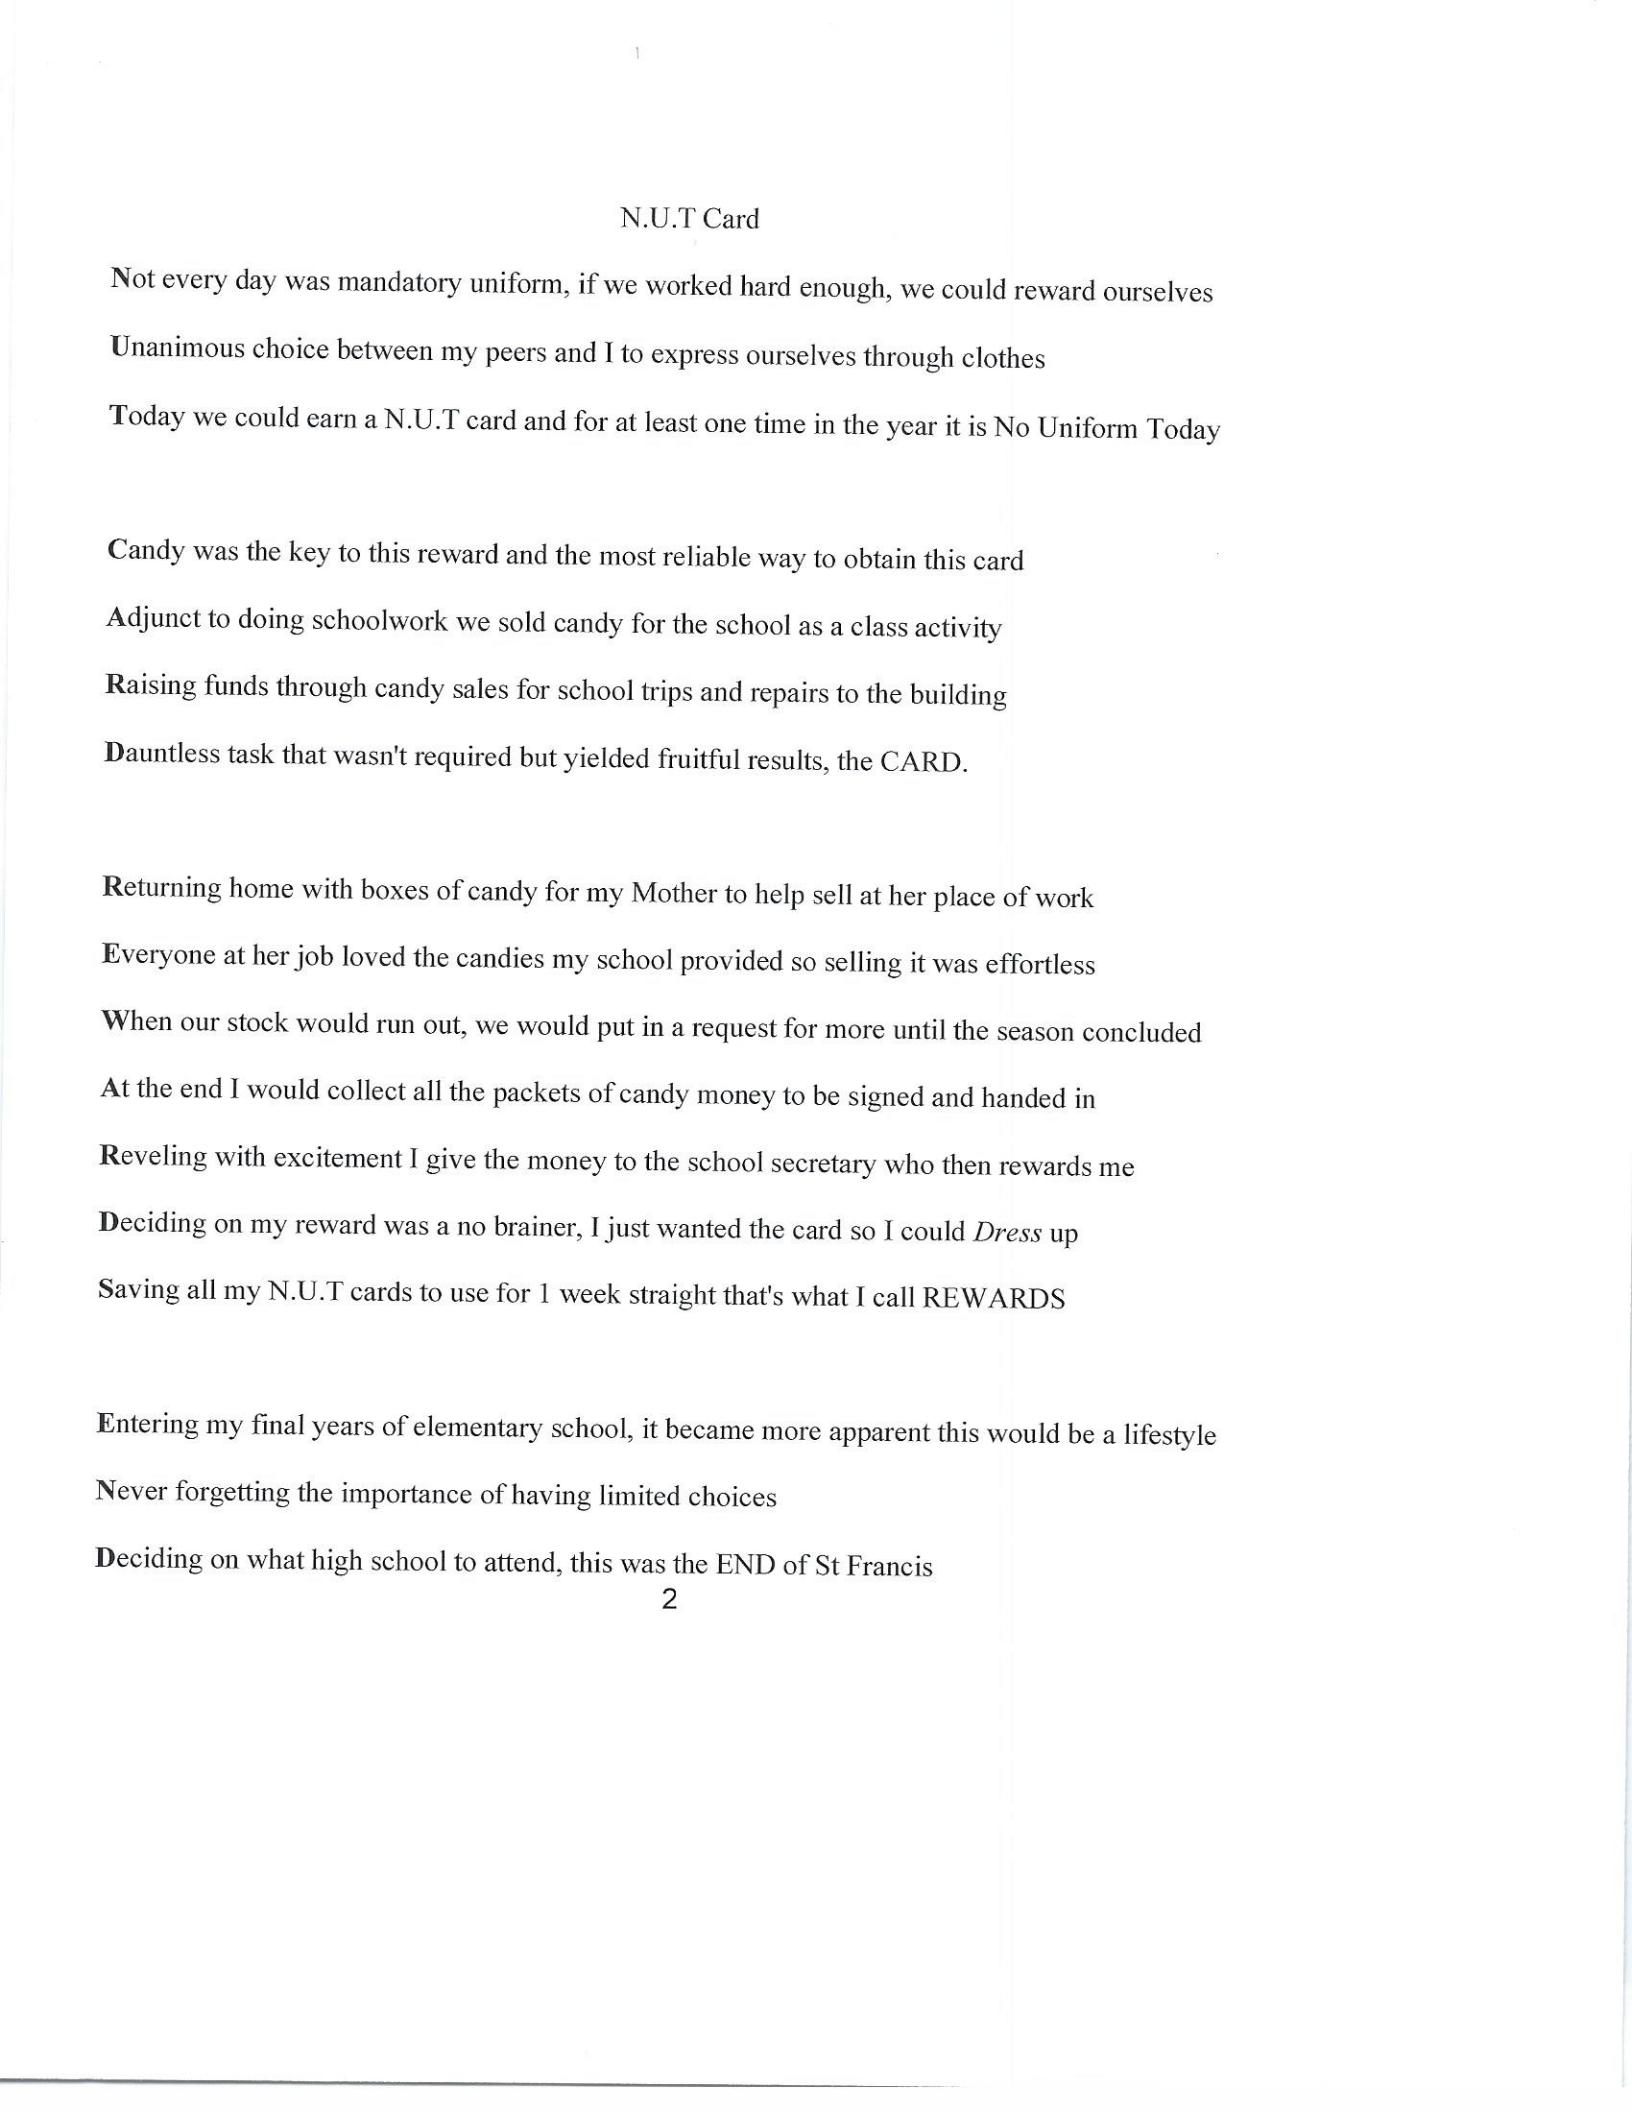 N.U.T Card
Not every day was mandatory uniform, if we worked hard enough, we could reward ourselves
Unanimous choice between my peers and I to express ourselves through clothes
Today we could earn a N.U.T card and for at least one time in the year it is No Uniform Today
Candy was the key to this reward and the most reliable way to obtain this card
Adjunct to doing schoolwork we sold candy for the school as a class activity
Raising funds through candy sales for school trips and repairs to the building
Dauntless task that wasn't required but yielded fruitful results, the CARD.
Returning home with boxes of candy for my Mother to help sell at her place of work
Everyone at her job loved the candies my school provided so selling it was effortless
When our stock would run out, we would put in a request for more until the season concluded
At the end I would collect all the packets of candy money to be signed and handed in
Reveling with excitement I give the money to the school secretary who then rewards me
Deciding on my reward was a no brainer, I just wanted the card so I could Dress up
Saving all my N.U.T cards to use for 1 week straight that's what I call REWARDS
Entering my final years of elementary school, it became more apparent this would be a lifestyle
Never forgetting the importance of having limited choices
Deciding on what high school to attend, this was the END of St Francis
2